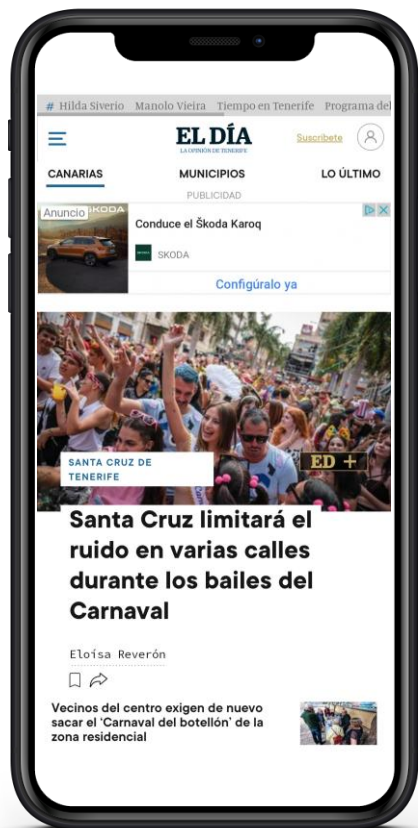 # Hilda Siverio Manolo Vieira Tiempo en Tenerife Programa del
EL DÍA
LA OPINIÓN DE TENERIFE
Suscríbete
CANARIAS MUNICIPIOS LO ÚLTIMO
PUBLICIDAD
Anuncio
SKODA
Conduce el Škoda Karoq
SKODA
Configúralo ya
SANTA CRUZ DE
TENERIFE
ED +
Santa Cruz limitará el
ruido en varias calles
durante los bailes del
Carnaval
Eloísa Reverón
Vecinos del centro exigen de nuevo
sacar el ‘Carnaval del botellón’ de la
zona residencial